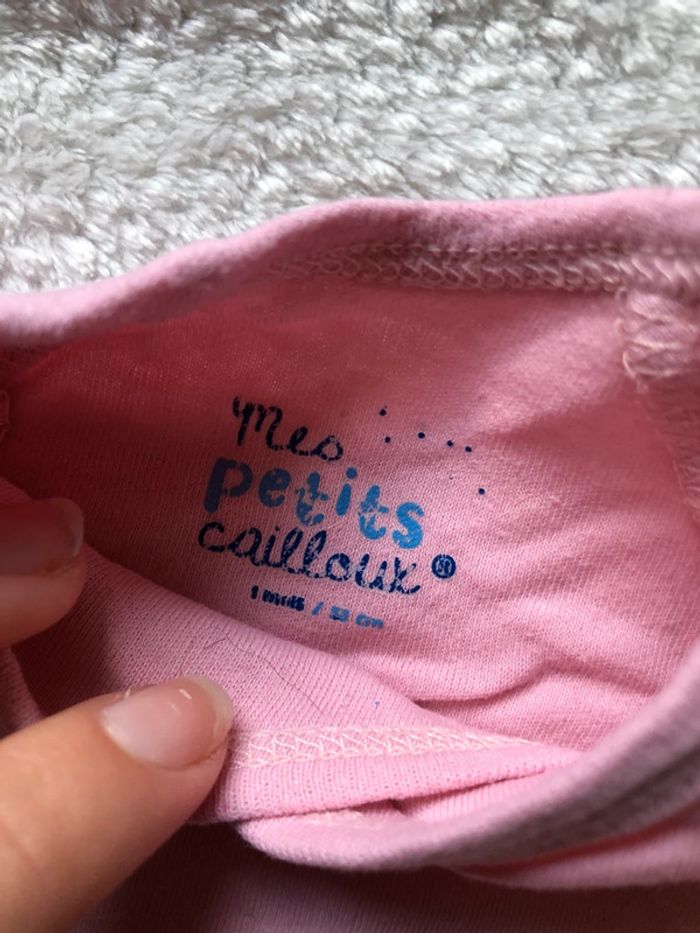 Mes
petits
cailloux®
1 mois / 53 cm